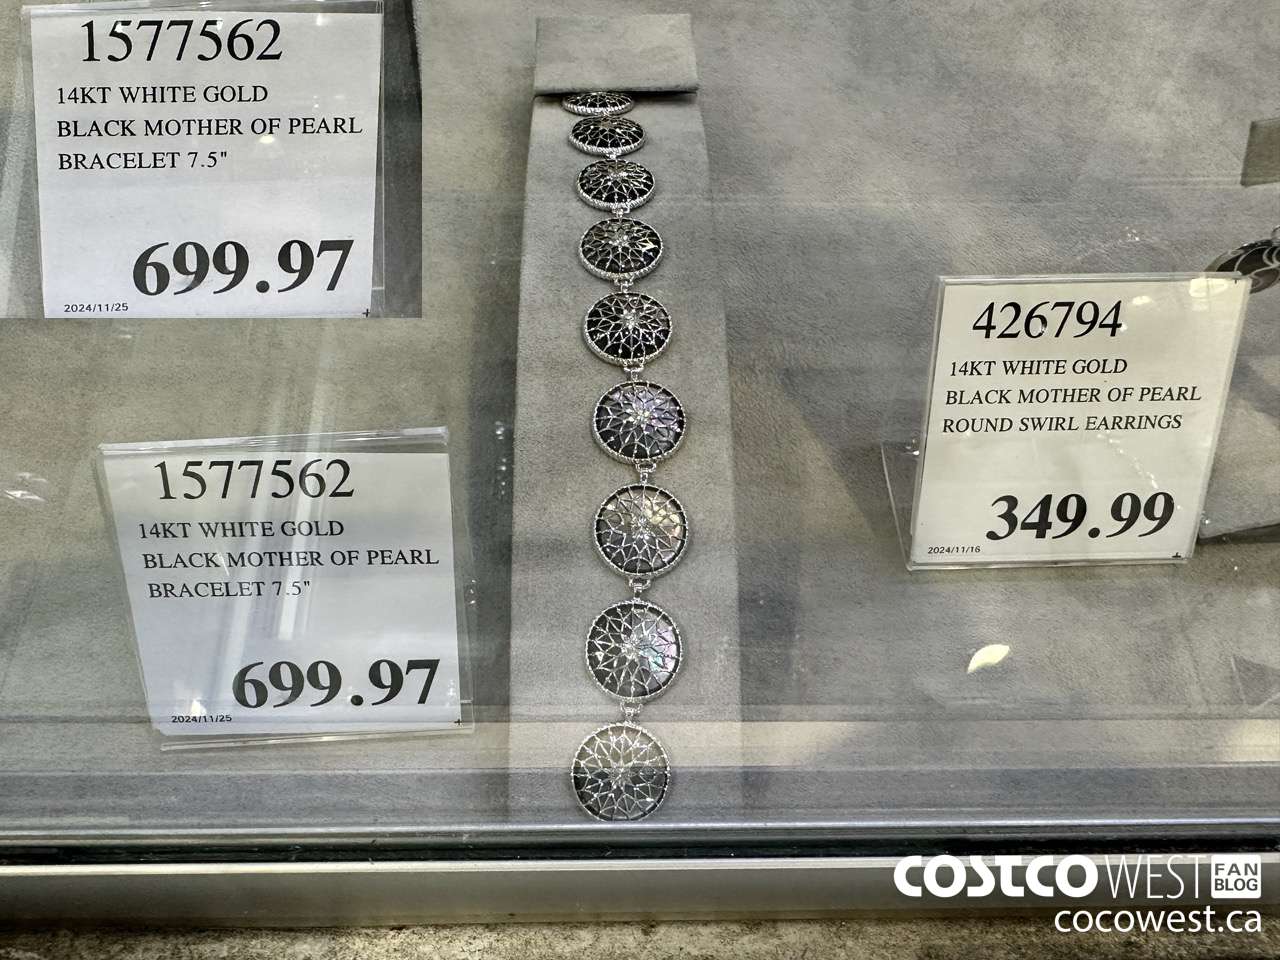 1577562
14KT WHITE GOLD
BLACK MOTHER OF PEARL
BRACELET 7.5"
699.97
2024/11/25
+
1577562
14KT WHITE GOLD
BLACK MOTHER OF PEARL
BRACELET 7.5"
699.97
2024/11/25
+
426794
14KT WHITE GOLD
BLACK MOTHER OF PEARL
ROUND SWIRL EARRINGS
349.99
2024/11/16
+
COSTCO WEST FAN
BLOG
cocowest.ca